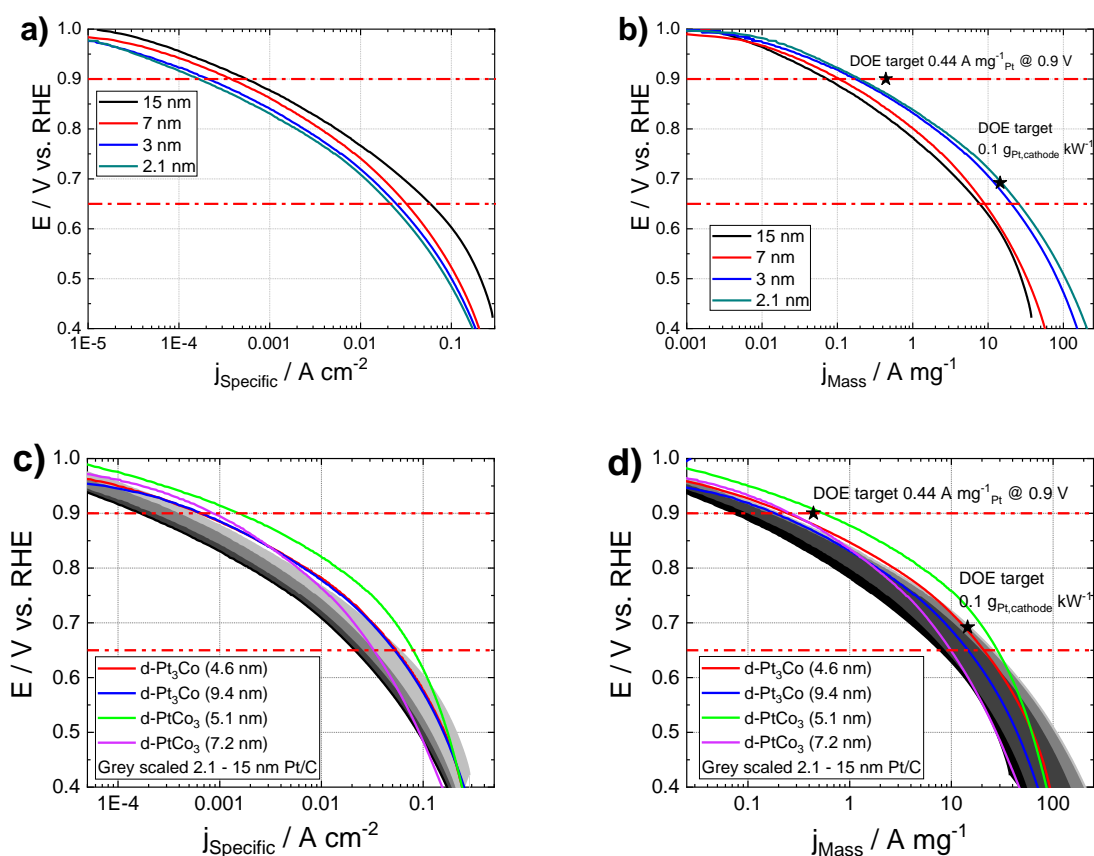 a)
1.0
0.9
0.8
0.7
0.6
0.5
0.4
E / V vs. RHE
15 nm
7 nm
3 nm
2.1 nm
1E-5 1E-4 0.001 0.01 0.1
j_Specific / A cm⁻²
b)
1.0
0.9
0.8
0.7
0.6
0.5
0.4
E / V vs. RHE
DOE target 0.44 A mg⁻¹_Pt @ 0.9 V
DOE target
0.1 g_Pt,cathode kW⁻¹
15 nm
7 nm
3 nm
2.1 nm
0.001 0.01 0.1 1 10 100
j_Mass / A mg⁻¹
c)
1.0
0.9
0.8
0.7
0.6
0.5
0.4
E / V vs. RHE
d-Pt₃Co (4.6 nm)
d-Pt₃Co (9.4 nm)
d-PtCo₃ (5.1 nm)
d-PtCo₃ (7.2 nm)
Grey scaled 2.1 - 15 nm Pt/C
1E-4 0.001 0.01 0.1
j_Specific / A cm⁻²
d)
1.0
0.9
0.8
0.7
0.6
0.5
0.4
E / V vs. RHE
DOE target 0.44 A mg⁻¹_Pt @ 0.9 V
DOE target
0.1 g_Pt,cathode kW⁻¹
d-Pt₃Co (4.6 nm)
d-Pt₃Co (9.4 nm)
d-PtCo₃ (5.1 nm)
d-PtCo₃ (7.2 nm)
Grey scaled 2.1 - 15 nm Pt/C
0.1 1 10 100
j_Mass / A mg⁻¹